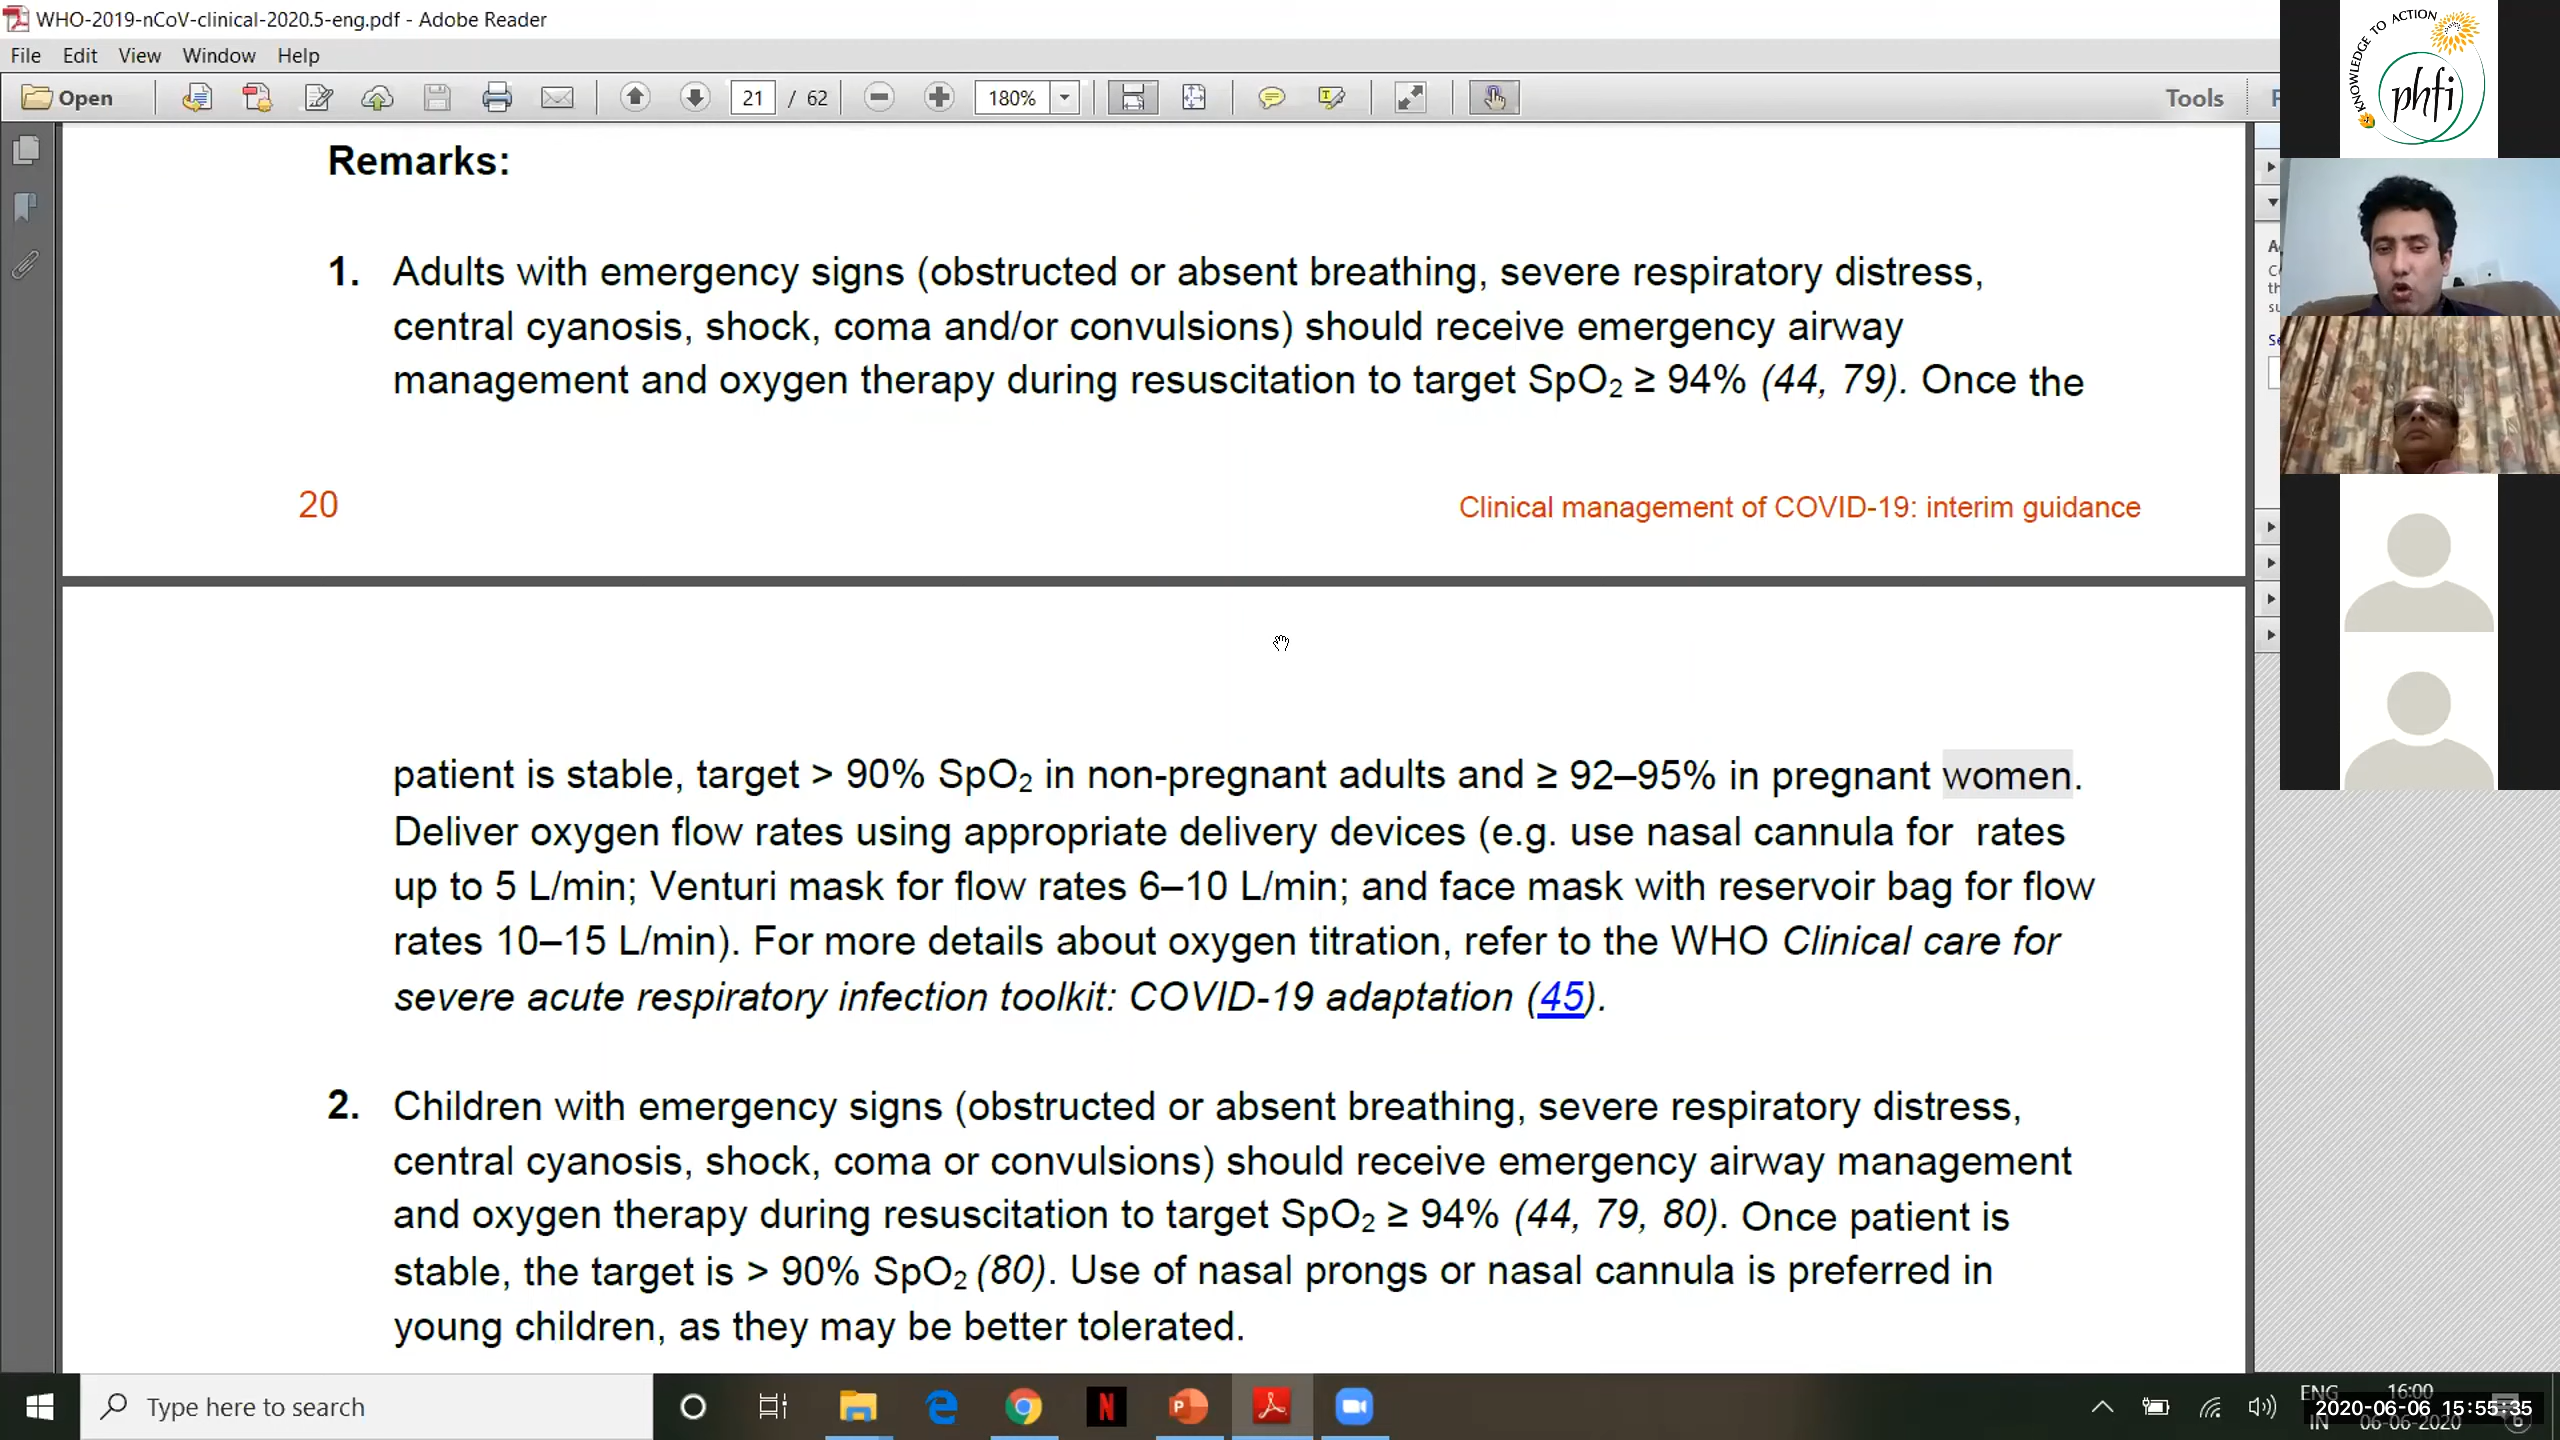 WHO-2019-nCoV-clinical-2020.5-eng.pdf - Adobe Reader
File Edit View Window Help
Open 21 / 62 180% Tools
KNOWLEDGE TO ACTION
phfi
Remarks:
1. Adults with emergency signs (obstructed or absent breathing, severe respiratory distress,
central cyanosis, shock, coma and/or convulsions) should receive emergency airway
management and oxygen therapy during resuscitation to target SpO₂ ≥ 94% (44, 79). Once the
20 Clinical management of COVID-19: interim guidance
patient is stable, target > 90% SpO₂ in non-pregnant adults and ≥ 92–95% in pregnant women.
Deliver oxygen flow rates using appropriate delivery devices (e.g. use nasal cannula for rates
up to 5 L/min; Venturi mask for flow rates 6–10 L/min; and face mask with reservoir bag for flow
rates 10–15 L/min). For more details about oxygen titration, refer to the WHO Clinical care for
severe acute respiratory infection toolkit: COVID-19 adaptation (45).
2. Children with emergency signs (obstructed or absent breathing, severe respiratory distress,
central cyanosis, shock, coma or convulsions) should receive emergency airway management
and oxygen therapy during resuscitation to target SpO₂ ≥ 94% (44, 79, 80). Once patient is
stable, the target is > 90% SpO₂ (80). Use of nasal prongs or nasal cannula is preferred in
young children, as they may be better tolerated.
Type here to search
ENG 16:00
2020-06-06 15:55:35
IN 06-06-2020